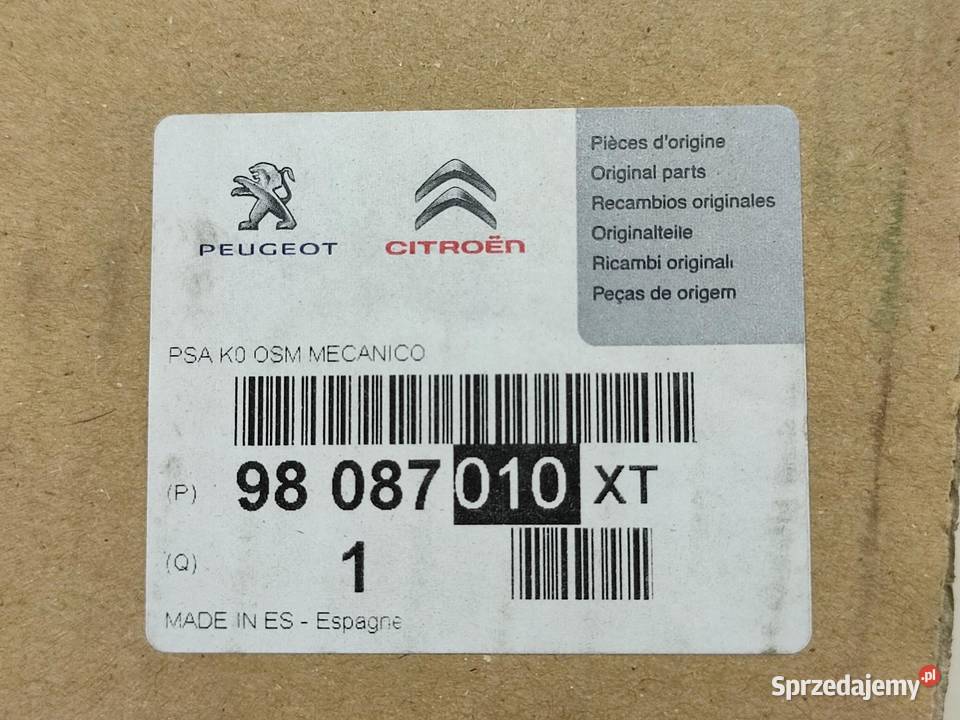 PEUGEOT
CITROËN
Pièces d'origine
Original parts
Recambios originales
Originalteile
Ricambi originali
Peças de origem
PSA K0 OSM MECANICO
(P) 98 087 010 XT
(Q) 1
MADE IN ES - Espagne
Sprzedajemy.pl